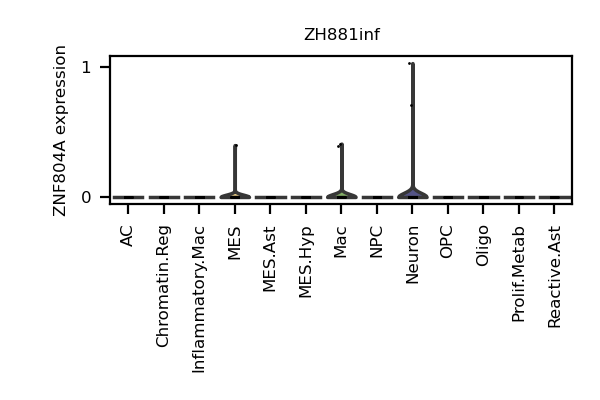 ZH881inf
ZNF804A expression
1
0
AC
Chromatin.Reg
Inflammatory.Mac
MES
MES.Ast
MES.Hyp
Mac
NPC
Neuron
OPC
Oligo
Prolif.Metab
Reactive.Ast